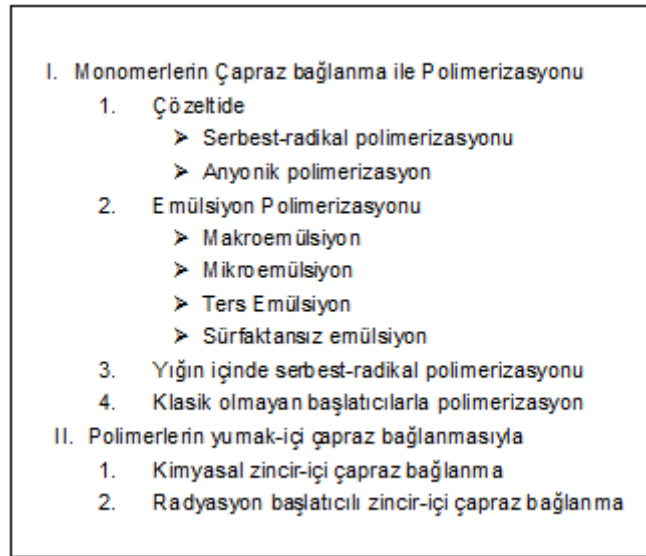 I. Monomerlerin Çapraz bağlanma ile Polimerizasyonu
1. Çözeltide
➢ Serbest-radikal polimerizasyonu
➢ Anyonik polimerizasyon
2. Emülsiyon Polimerizasyonu
➢ Makroemülsiyon
➢ Mikroemülsiyon
➢ Ters Emülsiyon
➢ Sürfaktansız emülsiyon
3. Yığın içinde serbest-radikal polimerizasyonu
4. Klasik olmayan başlatıcılarla polimerizasyon
II. Polimerlerin yumak-içi çapraz bağlanmasıyla
1. Kimyasal zincir-içi çapraz bağlanma
2. Radyasyon başlatıcılı zincir-içi çapraz bağlanma